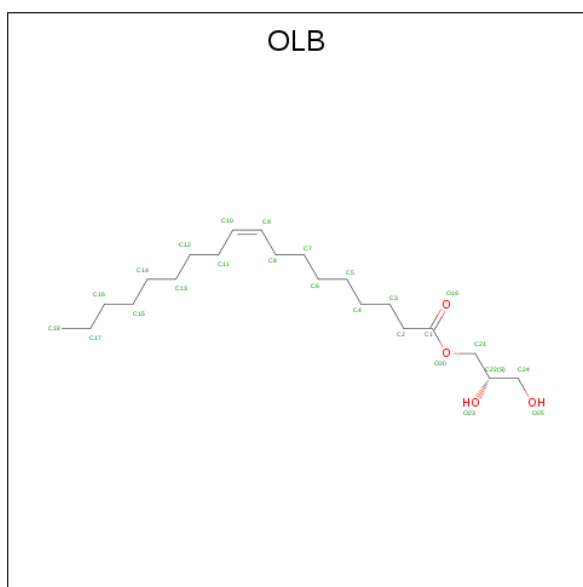 OLB
C10 C9
C12 C7
C11 C8
C14 C5
C13 C6
C16 O19
C15 C4 C3
C18 C17 O
C2 C1
O C21
O20
C22(S) C24
HO OH
O23 O25